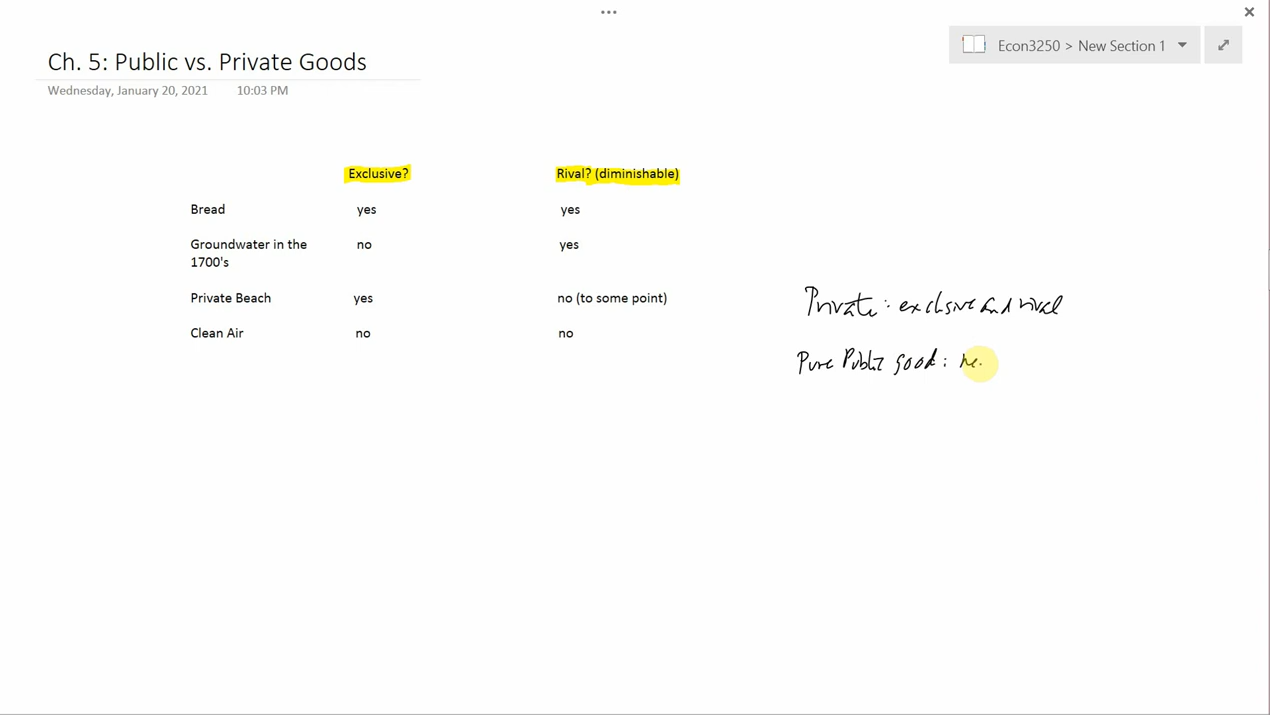 Econ3250 > New Section 1
Ch. 5: Public vs. Private Goods
Wednesday, January 20, 2021 10:03 PM
Exclusive? Rival? (diminishable)
Bread yes yes
Groundwater in the no yes
1700's
Private Beach yes no (to some point)
Private: exclsive and rival
Clean Air no no
Pure Public good: ne